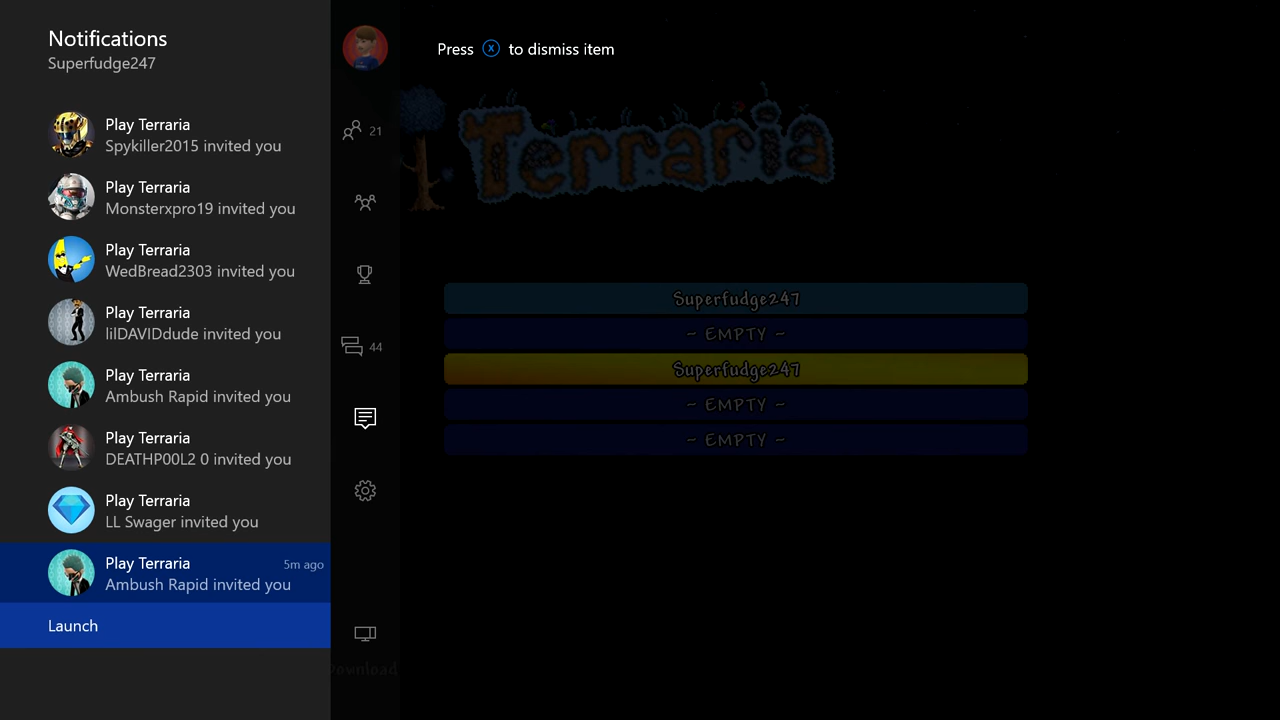 Notifications
Superfudge247
Play Terraria
Spykiller2015 invited you
Play Terraria
Monsterxpro19 invited you
Play Terraria
WedBread2303 invited you
Play Terraria
lilDAVIDdude invited you
Play Terraria
Ambush Rapid invited you
Play Terraria
DEATHP00L2 0 invited you
Play Terraria
LL Swager invited you
Play Terraria 5m ago
Ambush Rapid invited you
Launch
21
44
Download
Press X to dismiss item
Terraria
Superfudge247
~ EMPTY ~
Superfudge247
~ EMPTY ~
~ EMPTY ~